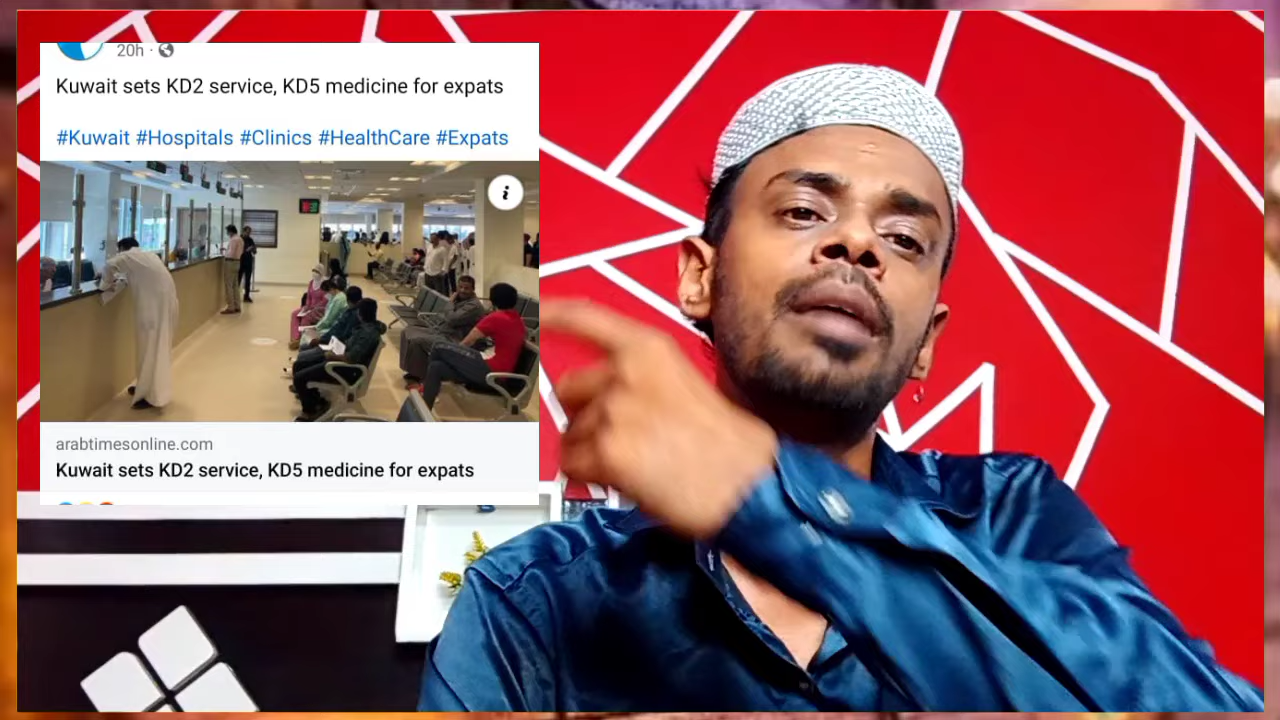 20h ·
Kuwait sets KD2 service, KD5 medicine for expats
#Kuwait #Hospitals #Clinics #HealthCare #Expats
i
arabtimesonline.com
Kuwait sets KD2 service, KD5 medicine for expats